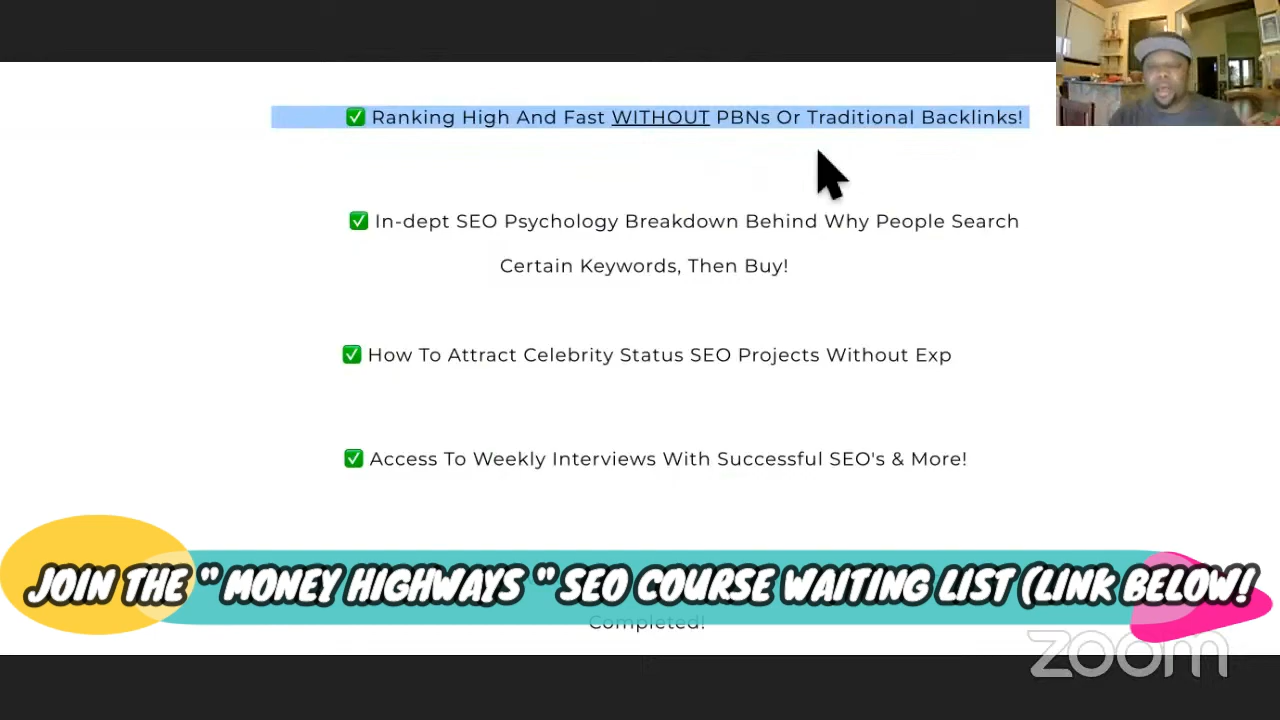 ✅ Ranking High And Fast WITHOUT PBNs Or Traditional Backlinks!
✅ In-dept SEO Psychology Breakdown Behind Why People Search
Certain Keywords, Then Buy!
✅ How To Attract Celebrity Status SEO Projects Without Exp
✅ Access To Weekly Interviews With Successful SEO's & More!
JOIN THE " MONEY HIGHWAYS " SEO COURSE WAITING LIST (LINK BELOW!
Completed!
zoom